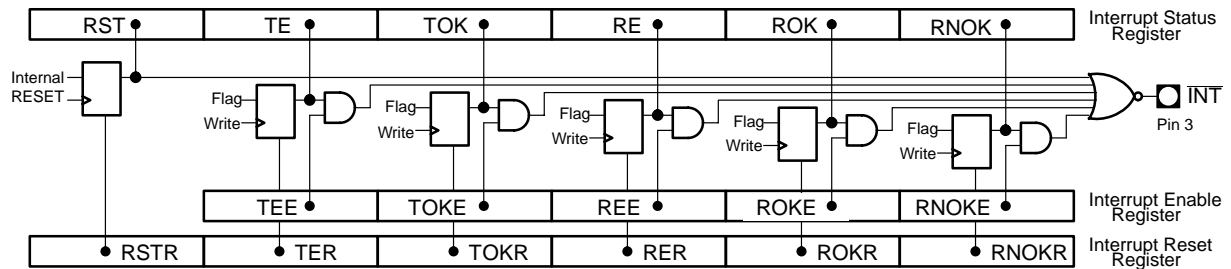 RST TE TOK RE ROK RNOK Interrupt Status
Register
Internal
RESET
Flag
Write
Flag
Write
Flag
Write
Flag
Write
Flag
Write
INT
Pin 3
TEE TOKE REE ROKE RNOKE Interrupt Enable
Register
RSTR TER TOKR RER ROKR RNOKR Interrupt Reset
Register